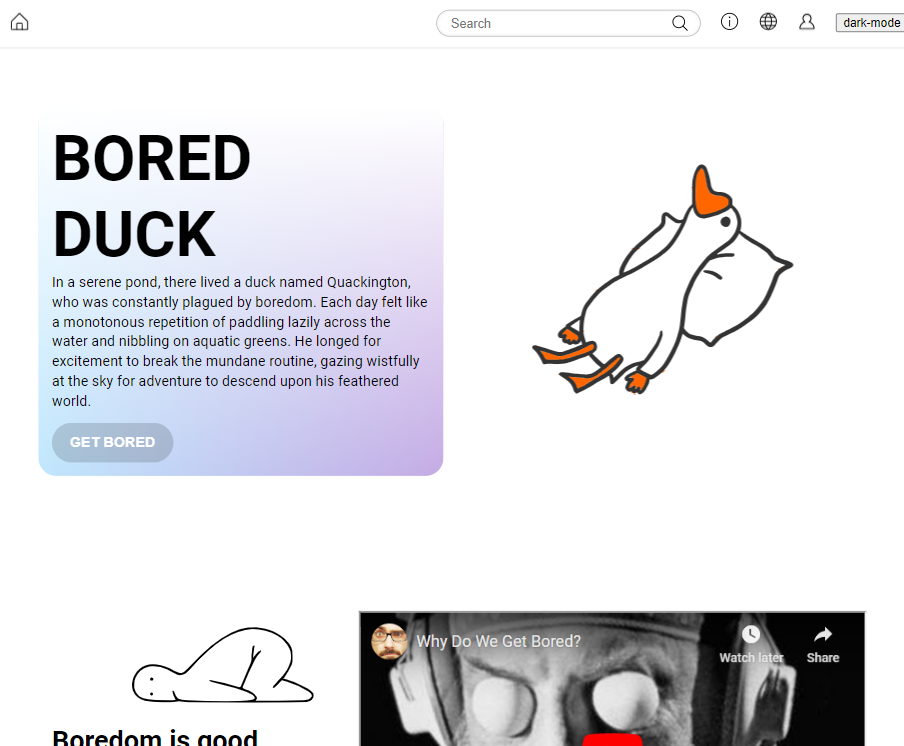 Search
dark-mode
BORED
DUCK
In a serene pond, there lived a duck named Quackington,
who was constantly plagued by boredom. Each day felt like
a monotonous repetition of paddling lazily across the
water and nibbling on aquatic greens. He longed for
excitement to break the mundane routine, gazing wistfully
at the sky for adventure to descend upon his feathered
world.
GET BORED
Why Do We Get Bored?
Watch later
Share
Boredom is good